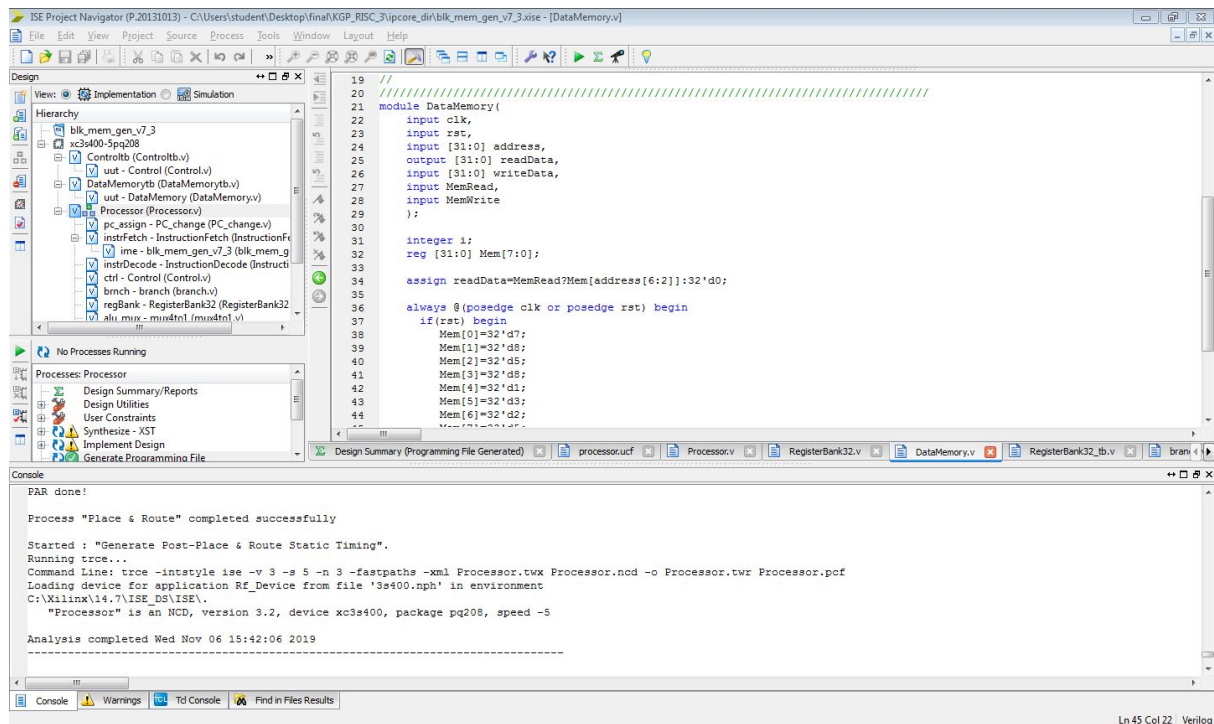 ISE Project Navigator (P.20131013) - C:\Users\student\Desktop\final\KGP_RISC_3\ipcore_dir\blk_mem_gen_v7_3.xise - [DataMemory.v]
File Edit View Project Source Process Tools Window Layout Help
Design
View: Implementation Simulation
Hierarchy
blk_mem_gen_v7_3
xc3s400-5pq208
Controltb (Controltb.v)
uut - Control (Control.v)
DataMemorytb (DataMemorytb.v)
uut - DataMemory (DataMemory.v)
Processor (Processor.v)
pc_assign - PC_change (PC_change.v)
instrFetch - InstructionFetch (InstructionFe
ime - blk_mem_gen_v7_3 (blk_mem_g
instrDecode - InstructionDecode (Instructi
ctrl - Control (Control.v)
brnch - branch (branch.v)
regBank - RegisterBank32 (RegisterBank32
alu_mux - mux4to1 (mux4to1.v)
No Processes Running
Processes: Processor
Design Summary/Reports
Design Utilities
User Constraints
Synthesize - XST
Implement Design
Generate Programming File
19 //
20 //////////////////////////////////////////////////////////////////////////////////
21 module DataMemory(
22 input clk,
23 input rst,
24 input [31:0] address,
25 output [31:0] readData,
26 input [31:0] writeData,
27 input MemRead,
28 input MemWrite
29 );
30
31 integer i;
32 reg [31:0] Mem[7:0];
33
34 assign readData=MemRead?Mem[address[6:2]]:32'd0;
35
36 always @(posedge clk or posedge rst) begin
37 if(rst) begin
38 Mem[0]=32'd7;
39 Mem[1]=32'd8;
40 Mem[2]=32'd5;
41 Mem[3]=32'd8;
42 Mem[4]=32'd1;
43 Mem[5]=32'd3;
44 Mem[6]=32'd2;
Design Summary (Programming File Generated) processor.ucf Processor.v RegisterBank32.v DataMemory.v RegisterBank32_tb.v bran
Console
PAR done!
Process "Place & Route" completed successfully
Started : "Generate Post-Place & Route Static Timing".
Running trce...
Command Line: trce -intstyle ise -v 3 -s 5 -n 3 -fastpaths -xml Processor.twx Processor.ncd -o Processor.twr Processor.pcf
Loading device for application Rf_Device from file '3s400.nph' in environment
C:\Xilinx\14.7\ISE_DS\ISE\.
"Processor" is an NCD, version 3.2, device xc3s400, package pq208, speed -5
Analysis completed Wed Nov 06 15:42:06 2019
--------------------------------------------------------------------------------
Console Warnings Tcl Console Find in Files Results
Ln 45 Col 22 Verilog